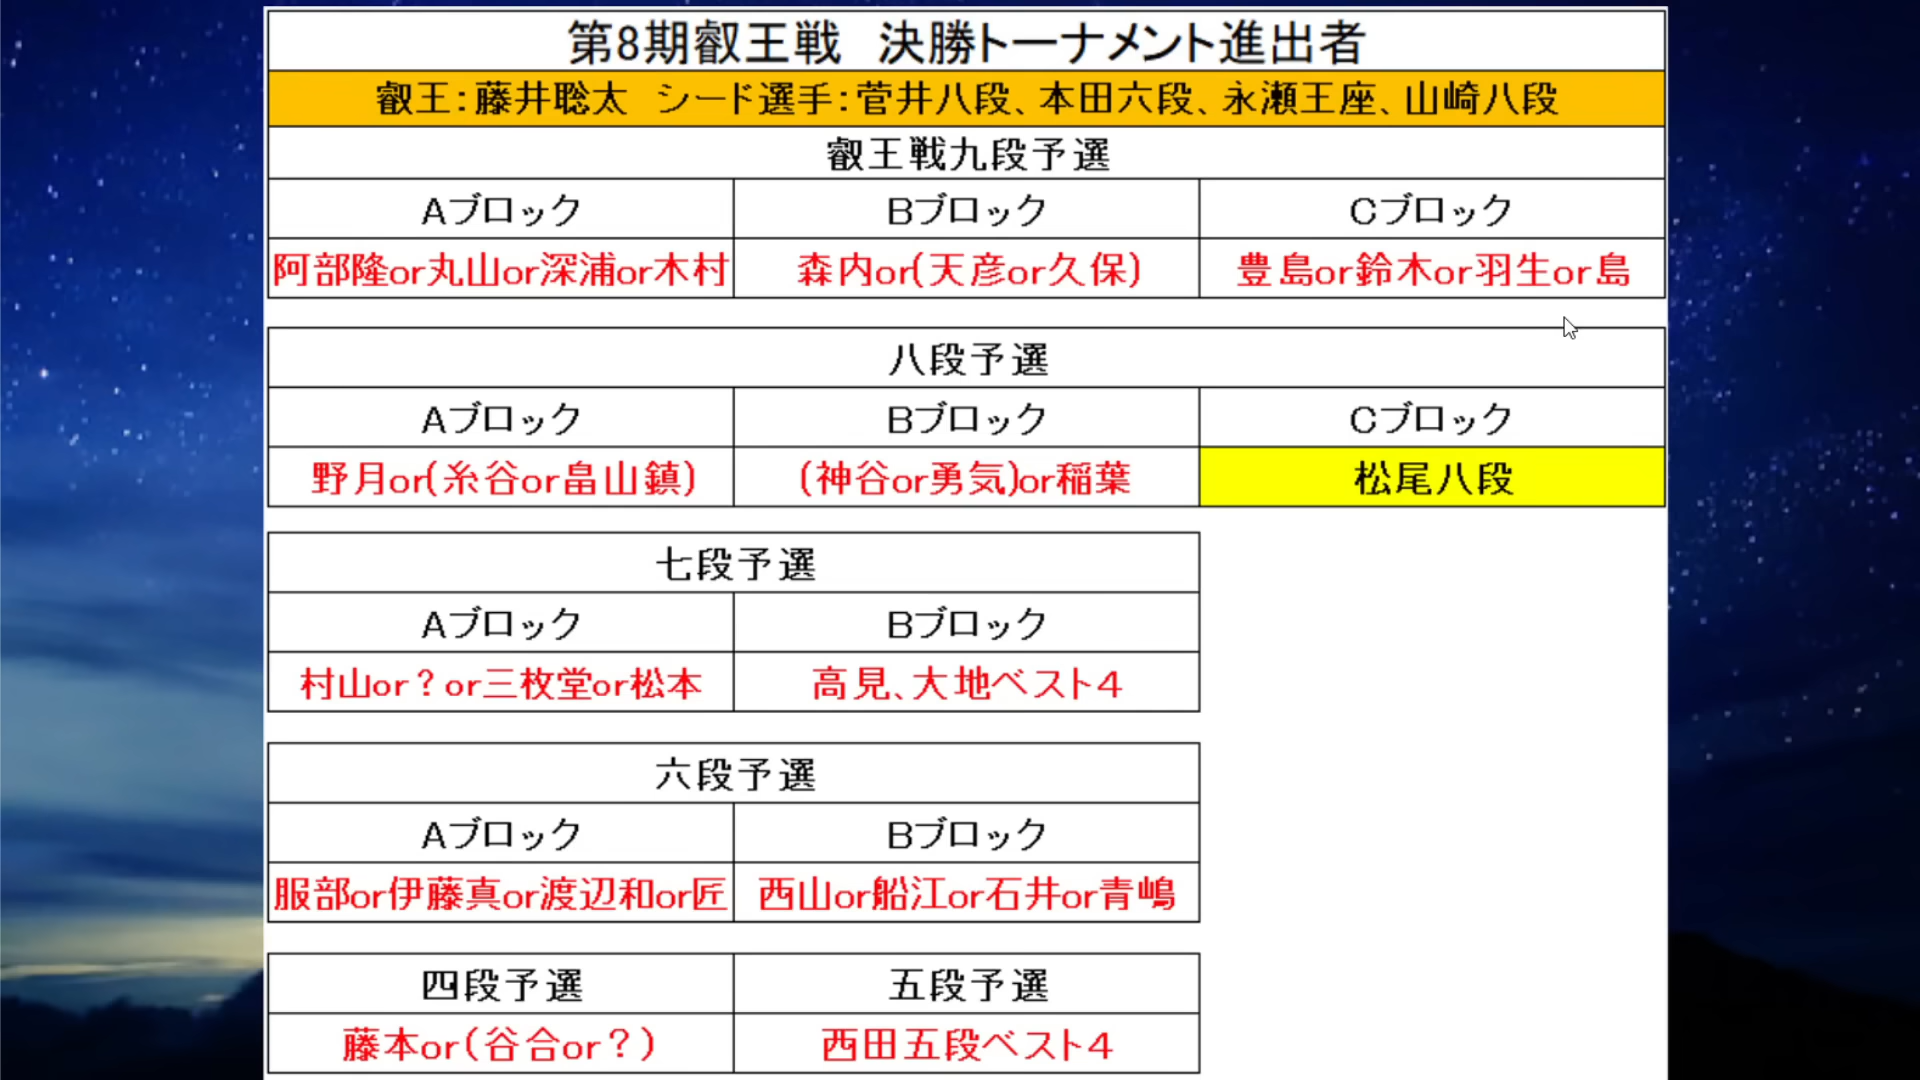 第8期叡王戦 決勝トーナメント進出者
叡王:藤井聡太 シード選手:菅井八段、本田六段、永瀬王座、山崎八段
叡王戦九段予選
Aブロック Bブロック Cブロック
阿部隆or丸山or深浦or木村 森内or(天彦or久保) 豊島or鈴木or羽生or島
八段予選
Aブロック Bブロック Cブロック
野月or(糸谷or畠山鎮) (神谷or勇気)or稲葉 松尾八段
七段予選
Aブロック Bブロック
村山or?or三枚堂or松本 高見、大地ベスト4
六段予選
Aブロック Bブロック
服部or伊藤真or渡辺和or匠 西山or船江or石井or青嶋
四段予選 五段予選
藤本or(谷合or?) 西田五段ベスト4